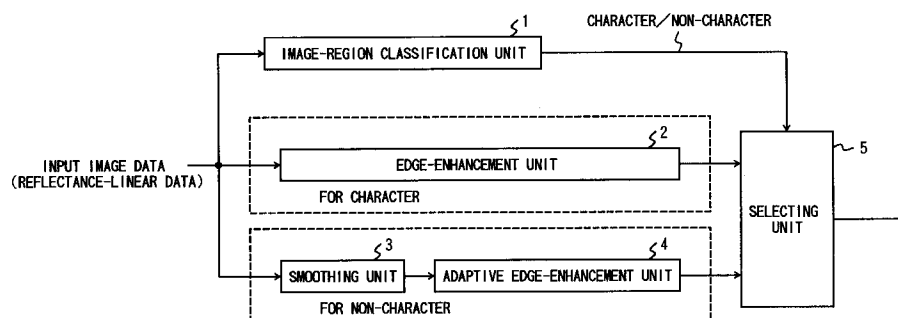 1
CHARACTER/NON-CHARACTER
IMAGE-REGION CLASSIFICATION UNIT
2
5
INPUT IMAGE DATA
(REFLECTANCE-LINEAR DATA)
EDGE-ENHANCEMENT UNIT
FOR CHARACTER
SELECTING
UNIT
3
4
SMOOTHING UNIT
ADAPTIVE EDGE-ENHANCEMENT UNIT
FOR NON-CHARACTER